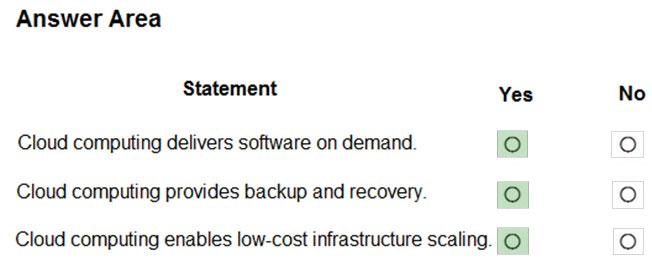 Answer Area
Statement Yes No
Cloud computing delivers software on demand.
Cloud computing provides backup and recovery.
Cloud computing enables low-cost infrastructure scaling.